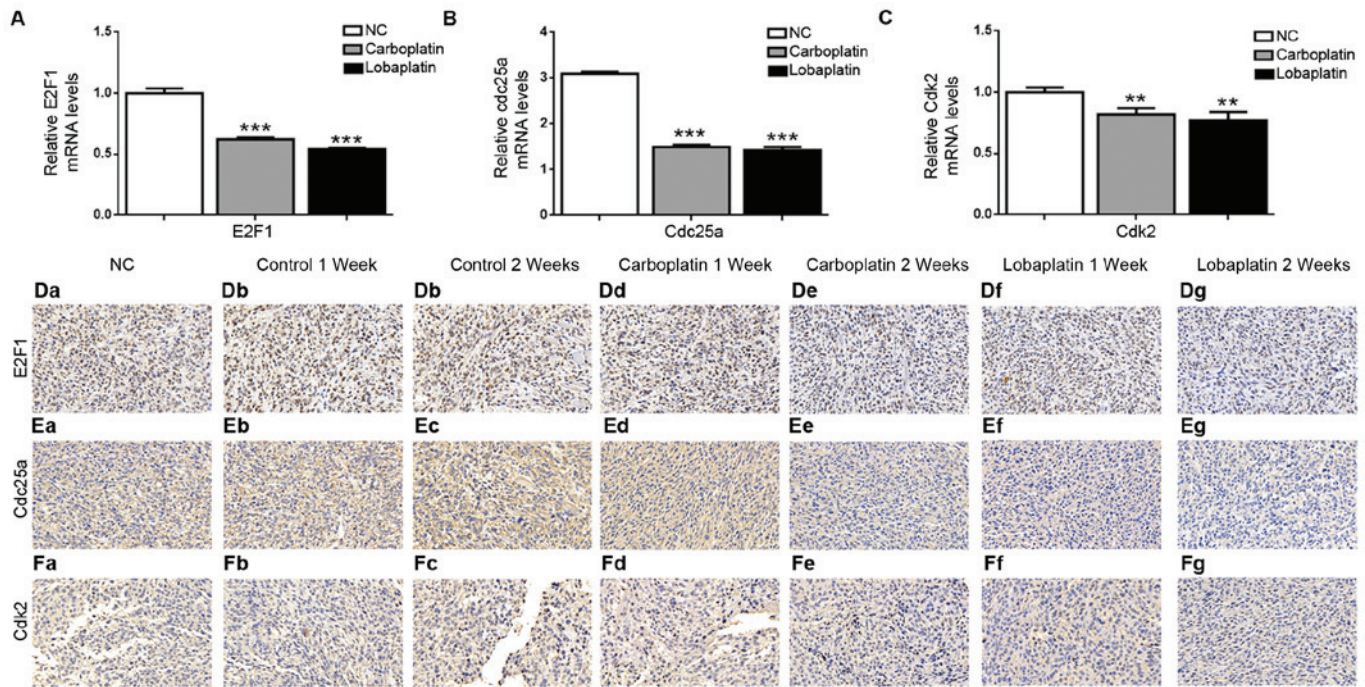 A
Relative E2F1
mRNA levels
1.5
1.0
0.5
0.0
NC
Carboplatin
Lobaplatin
***
***
E2F1
B
Relative cdc25a
mRNA levels
4
3
2
1
0
NC
Carboplatin
Lobaplatin
***
***
Cdc25a
C
Relative Cdk2
mRNA levels
1.5
1.0
0.5
0.0
NC
Carboplatin
Lobaplatin
**
**
Cdk2
NC
Control 1 Week
Control 2 Weeks
Carboplatin 1 Week
Carboplatin 2 Weeks
Lobaplatin 1 Week
Lobaplatin 2 Weeks
E2F1
Da
Db
Db
Dd
De
Df
Dg
Cdc25a
Ea
Eb
Ec
Ed
Ee
Ef
Eg
Cdk2
Fa
Fb
Fc
Fd
Fe
Ff
Fg